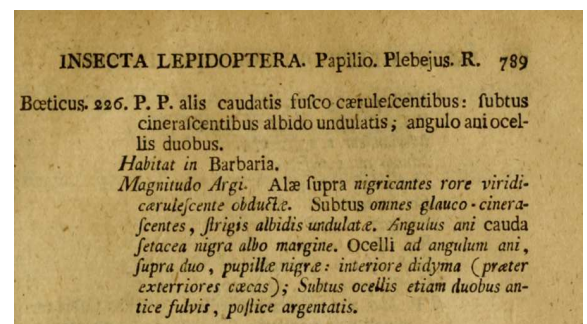 INSECTA LEPIDOPTERA. Papilio. Plebejus. R. 789
Bœticus. 226. P. P. alis caudatis fuſco cæruleſcentibus: ſubtus
cineraſcentibus albido undulatis; angulo ani ocel-
lis duobus.
Habitat in Barbaria.
Magnitudo Argi. Alæ ſupra nigricantes rore viridi-
cæruleſcente obductæ. Subtus omnes glauco-cinera-
ſcentes, ſtrigis albidis undulatæ. Angulus ani cauda
ſetacea nigra albo margine. Ocelli ad angulum ani,
ſupra duo, pupillæ nigræ: interiore didyma (præter
exterriores cæcas); Subtus ocellis etiam duobus an-
tice fulvis, poſtice argentatis.